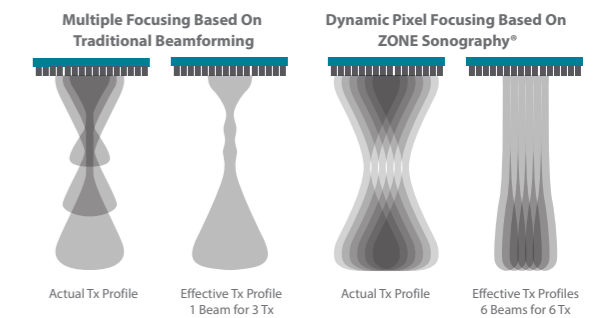 Multiple Focusing Based On
Traditional Beamforming
Dynamic Pixel Focusing Based On
ZONE Sonography®
Actual Tx Profile
Effective Tx Profile
1 Beam for 3 Tx
Actual Tx Profile
Effective Tx Profiles
6 Beams for 6 Tx